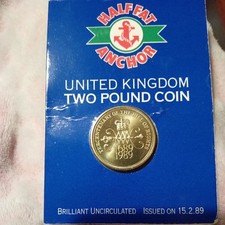 HALF FAT
ANCHOR
UNITED KINGDOM
TWO POUND COIN
1689
1989
BRILLIANT UNCIRCULATED ISSUED ON 15.2.89